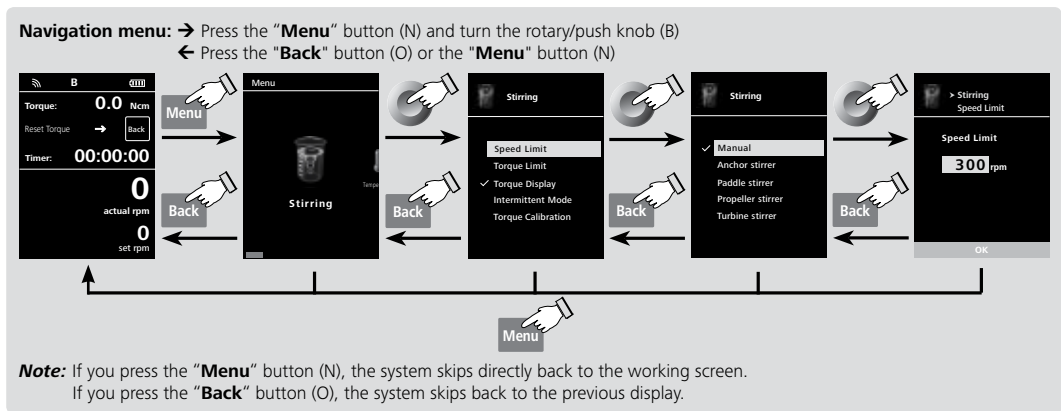 Navigation menu: → Press the "Menu" button (N) and turn the rotary/push knob (B)
← Press the "Back" button (O) or the "Menu" button (N)
B
Torque: 0.0 Ncm
Reset Torque → Back
Timer: 00:00:00
0
actual rpm
0
set rpm
Menu
Back
Menu
Stirring
Back
Stirring
Speed Limit
Torque Limit
✓ Torque Display
Intermittent Mode
Torque Calibration
Back
Stirring
✓ Manual
Anchor stirrer
Paddle stirrer
Propeller stirrer
Turbine stirrer
Back
> Stirring
Speed Limit
Speed Limit
300 rpm
OK
Menu
Note: If you press the "Menu" button (N), the system skips directly back to the working screen.
If you press the "Back" button (O), the system skips back to the previous display.